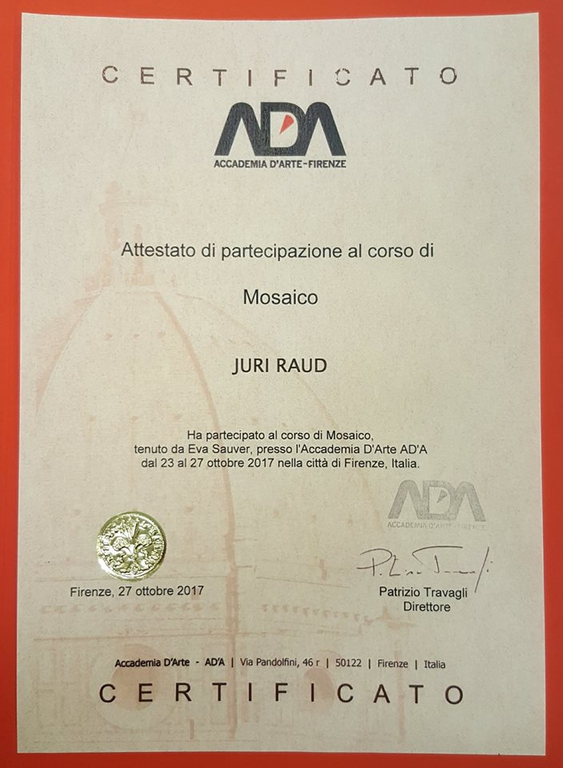 CERTIFICATO
ADA
ACCADEMIA D'ARTE-FIRENZE
Attestato di partecipazione al corso di
Mosaico
JURI RAUD
Ha partecipato al corso di Mosaico,
tenuto da Eva Sauver, presso l'Accademia D'Arte AD'A
dal 23 al 27 ottobre 2017 nella città di Firenze, Italia.
ADA
ACCADEMIA D'ARTE-FIRENZE
Firenze, 27 ottobre 2017
Patrizio Travagli
Direttore
Accademia D'Arte - AD'A | Via Pandolfini, 46 r | 50122 | Firenze | Italia
CERTIFICATO